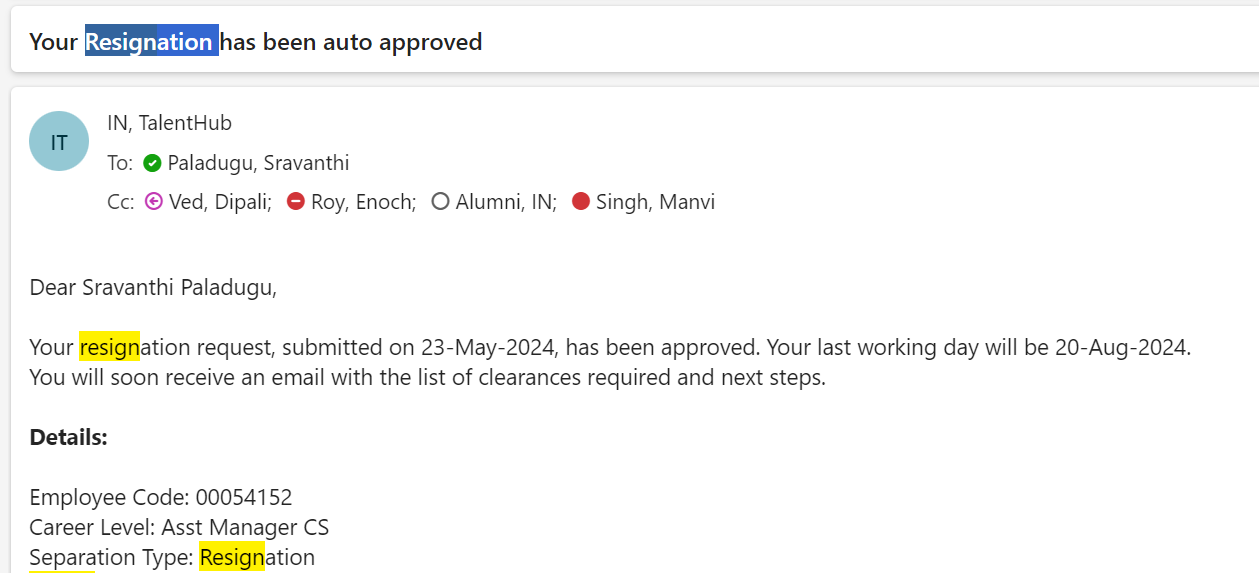 Your Resignation has been auto approved
IT
IN, TalentHub
To: Paladugu, Sravanthi
Cc: Ved, Dipali; Roy, Enoch; Alumni, IN; Singh, Manvi
Dear Sravanthi Paladugu,
Your resignation request, submitted on 23-May-2024, has been approved. Your last working day will be 20-Aug-2024.
You will soon receive an email with the list of clearances required and next steps.
Details:
Employee Code: 00054152
Career Level: Asst Manager CS
Separation Type: Resignation